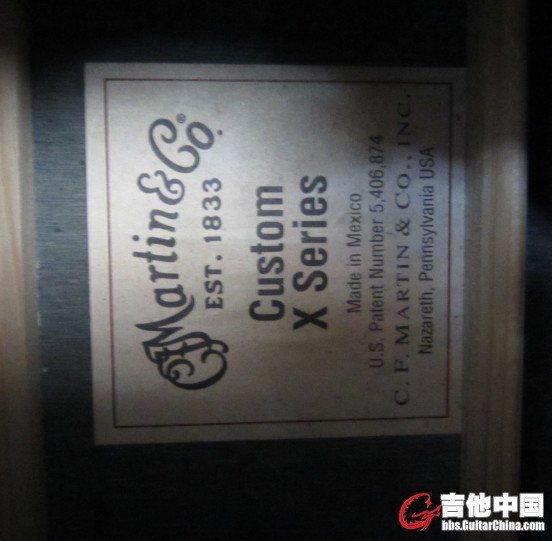 Martin & Co.®
EST. 1833
Custom
X Series
Made in Mexico
U.S. Patent Number 5,406,874
C. F. MARTIN & CO., INC.
Nazareth, Pennsylvania USA
吉他中国
bbs.GuitarChina.com